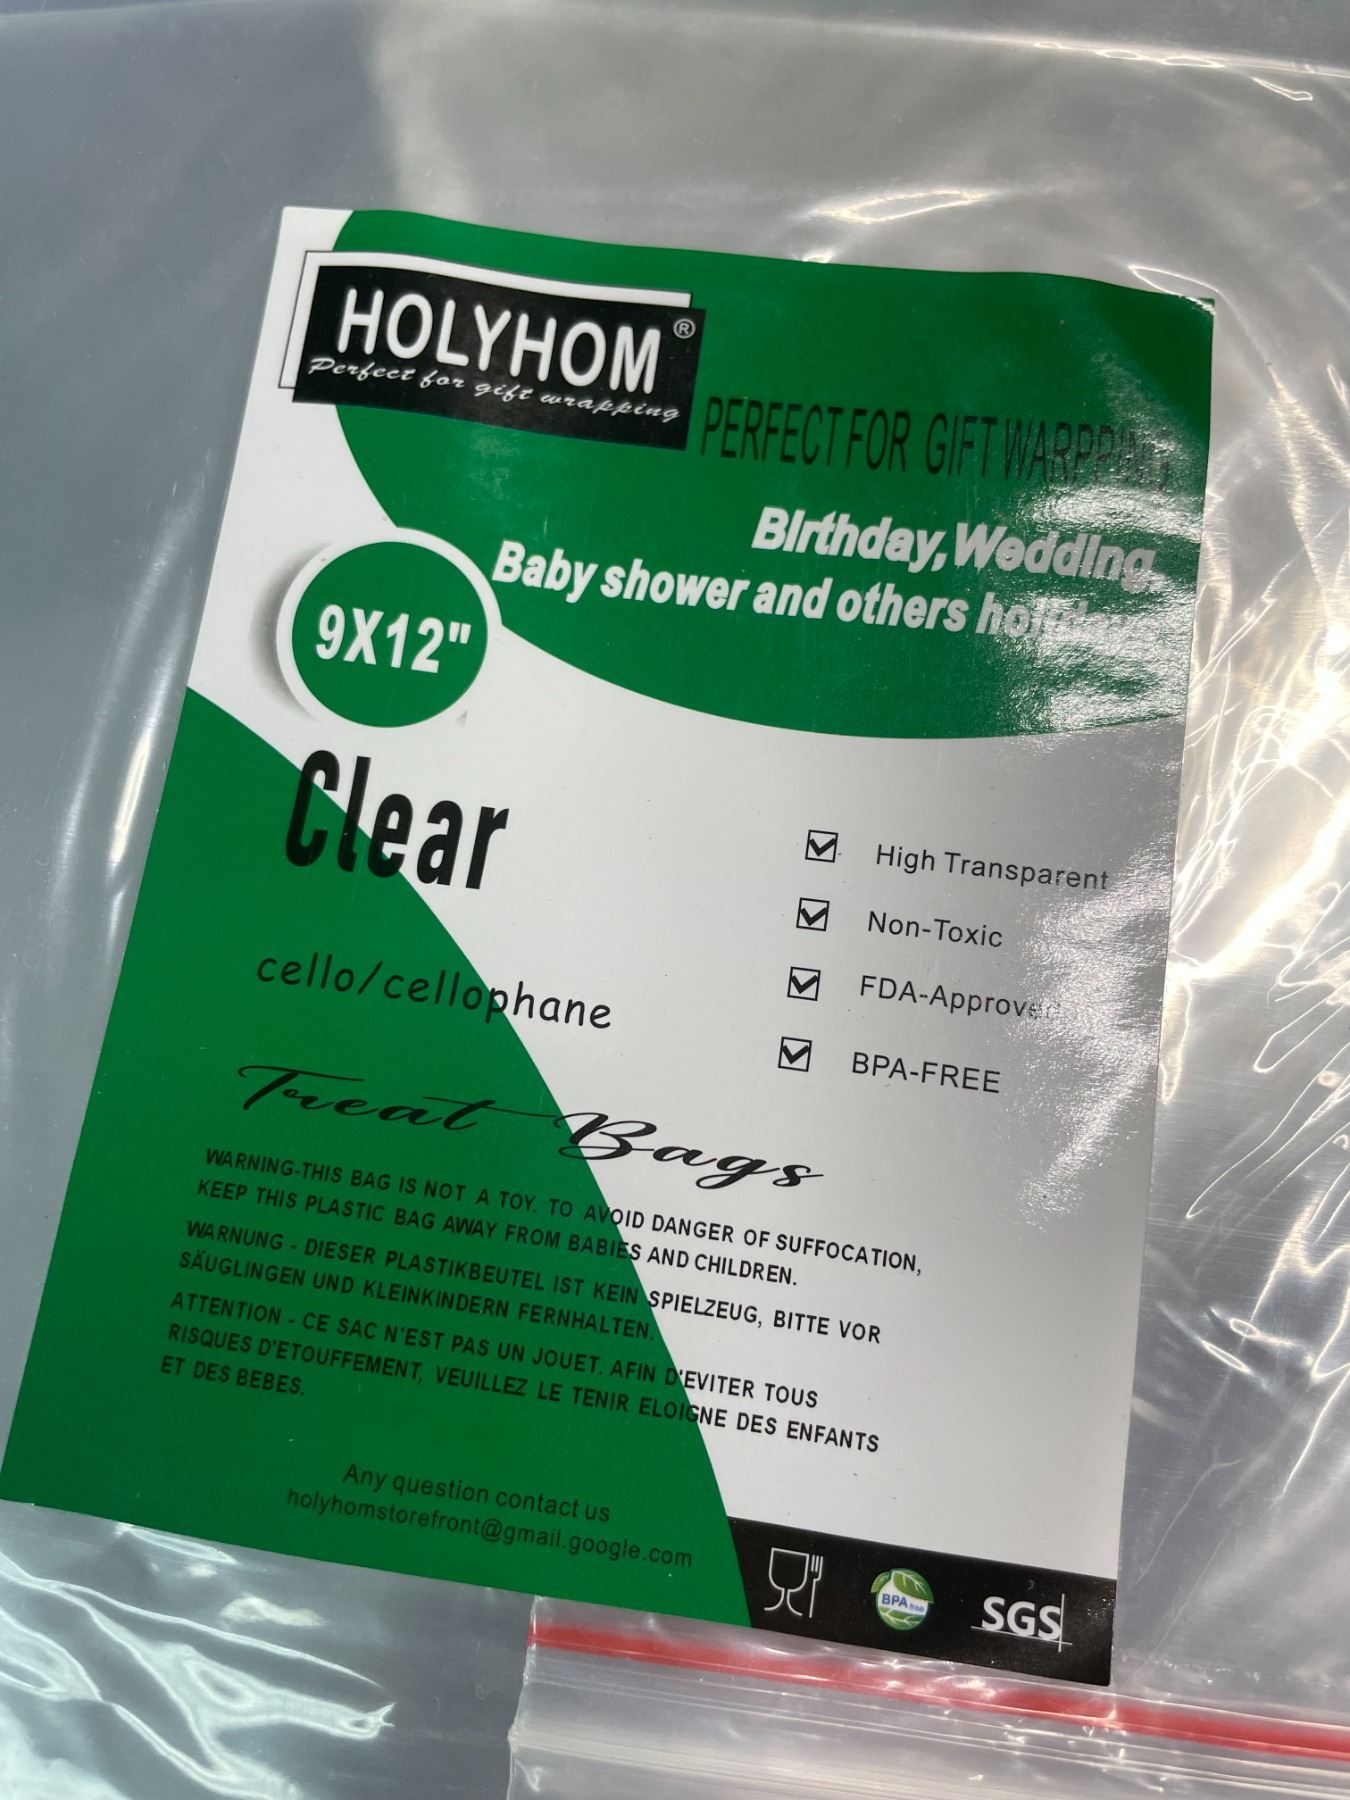 HOLYHOM®
Perfect for gift wrapping
PERFECT FOR GIFT WARPPING
Birthday, Wedding,
Baby shower and others holidays
9X12"
Clear
cello/cellophane
Treat Bags
High Transparent
Non-Toxic
FDA-Approved
BPA-FREE
WARNING-THIS BAG IS NOT A TOY. TO AVOID DANGER OF SUFFOCATION,
KEEP THIS PLASTIC BAG AWAY FROM BABIES AND CHILDREN.
WARNUNG - DIESER PLASTIKBEUTEL IST KEIN SPIELZEUG, BITTE VOR
SÄUGLINGEN UND KLEINKINDERN FERNHALTEN.
ATTENTION - CE SAC N'EST PAS UN JOUET. AFIN D'EVITER TOUS
RISQUES D'ETOUFFEMENT, VEUILLEZ LE TENIR ELOIGNE DES ENFANTS
ET DES BEBES.
Any question contact us
holyhomstorefront@gmail.google.com
BPA free
SGS